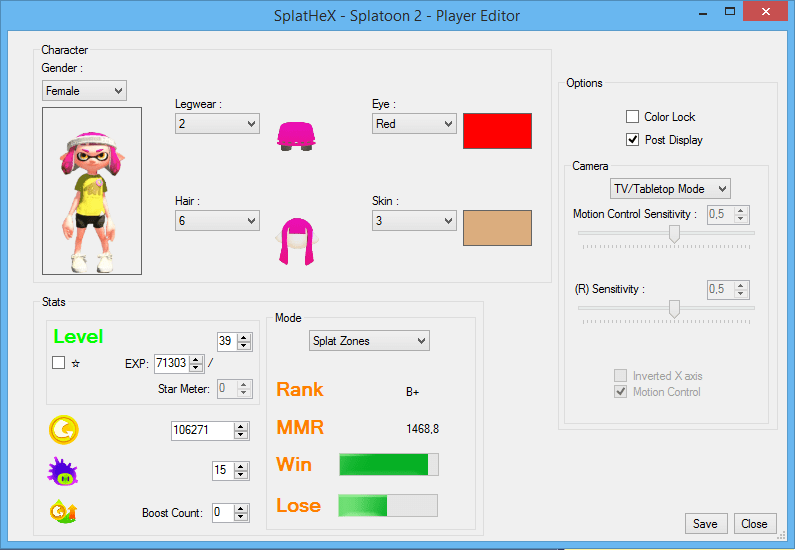 SplatHeX - Splatoon 2 - Player Editor
Character
Gender :
Female
Legwear :
2
Eye :
Red
Hair :
6
Skin :
3
Options
Color Lock
Post Display
Camera
TV/Tabletop Mode
Motion Control Sensitivity : 0,5
(R) Sensitivity : 0,5
Inverted X axis
Motion Control
Stats
Level
39
☆ EXP: 71303 /
Star Meter: 0
106271
15
Boost Count: 0
Mode
Splat Zones
Rank B+
MMR 1468,8
Win
Lose
Save Close